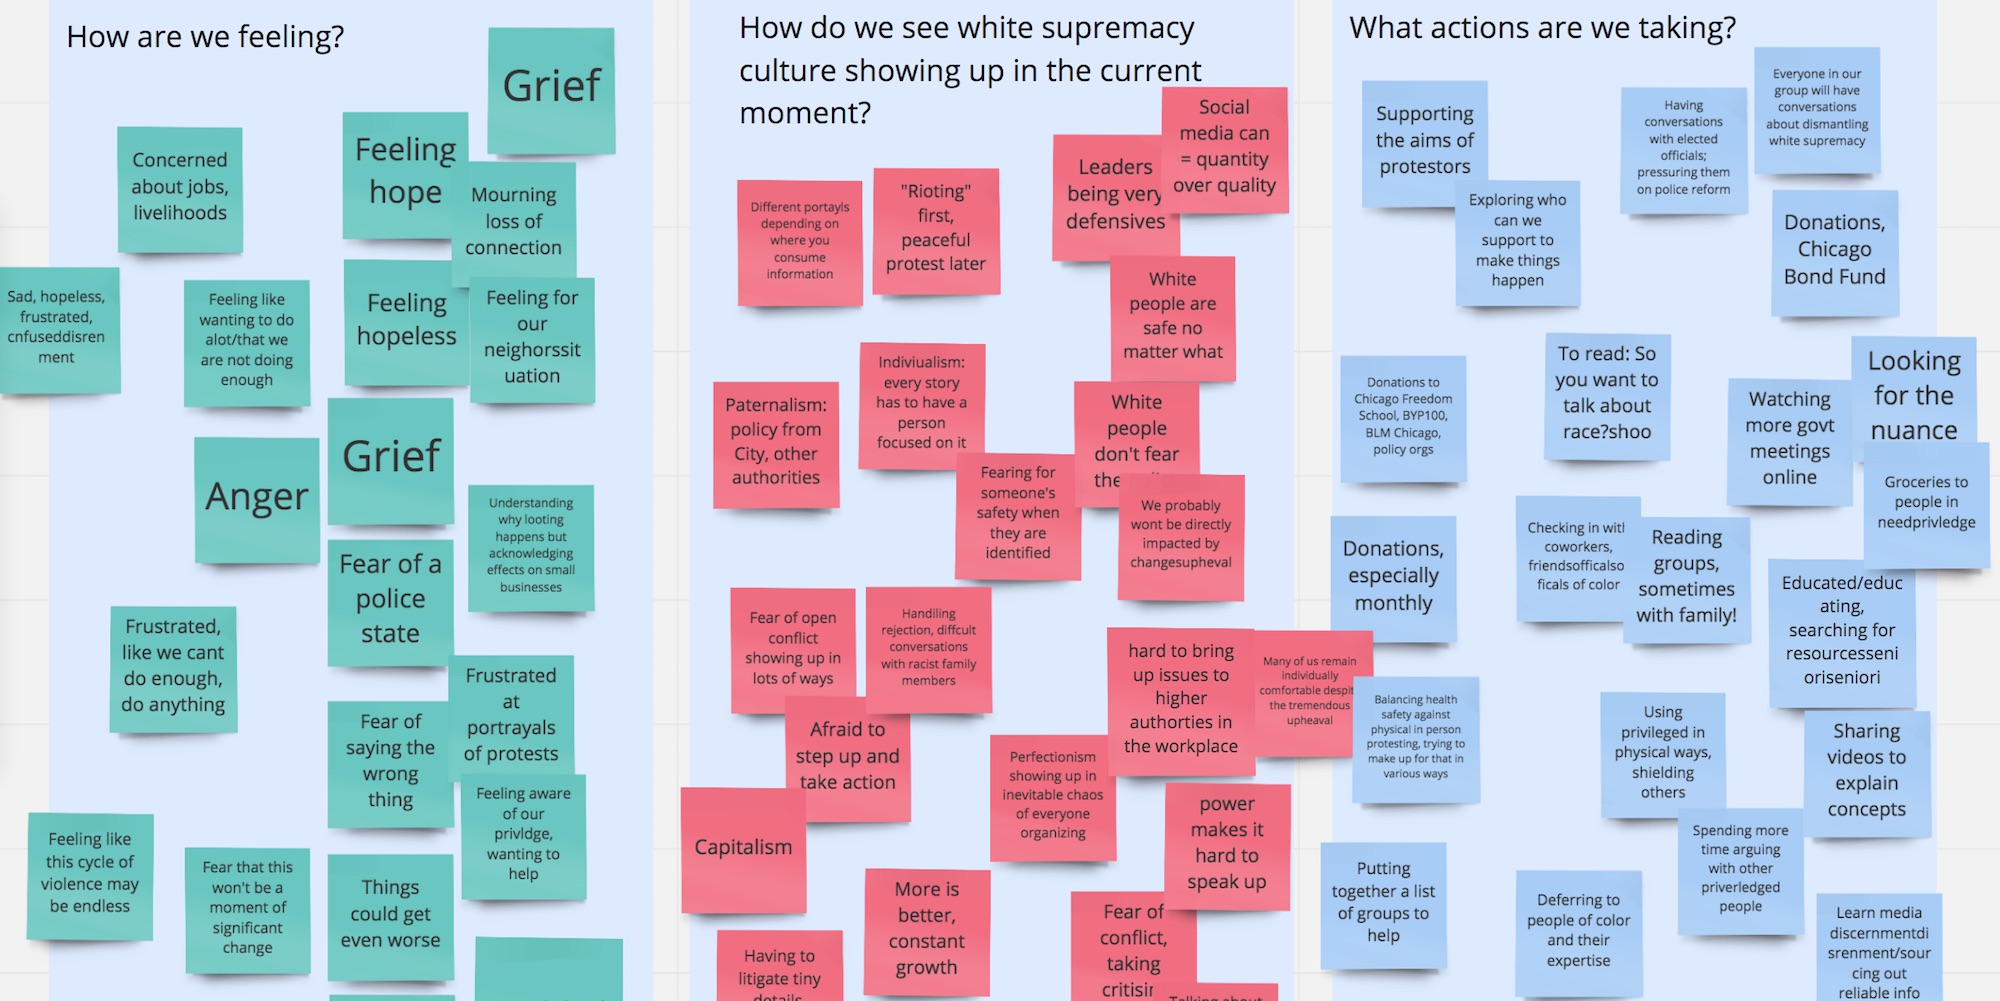 How are we feeling?
Grief
Concerned
about jobs,
livelihoods
Feeling
hope
Mourning
loss of
connection
Sad, hopeless,
frustrated,
cnfuseddisren
ment
Feeling like
wanting to do
alot/that we
are not doing
enough
Feeling
hopeless
Feeling for
our
neighorssit
uation
Anger
Grief
Understanding
why looting
happens but
acknowledging
effects on small
businesses
Fear of a
police
state
Frustrated,
like we cant
do enough,
do anything
Frustrated
at
portrayals
of protests
Fear of
saying the
wrong
thing
Feeling aware
of our
privldge,
wanting to
help
Feeling like
this cycle of
violence may
be endless
Fear that this
won't be a
moment of
significant
change
Things
could get
even worse
How do we see white supremacy
culture showing up in the current
moment?
Social
media can
= quantity
over quality
Leaders
being very
defensives
Different portayls
depending on
where you
consume
information
"Rioting"
first,
peaceful
protest later
White
people are
safe no
matter what
Indiviualism:
every story
has to have a
person
focused on it
Paternalism:
policy from
City, other
authorities
White
people
don't fear
the
Fearing for
someone's
safety when
they are
identified
We probably
wont be directly
impacted by
changesupheval
Fear of open
conflict
showing up in
lots of ways
Handiling
rejection, diffcult
conversations
with racist family
members
hard to bring
up issues to
higher
authorties in
the workplace
Many of us remain
individually
comfortable despit
the tremendous
upheaval
Afraid to
step up and
take action
Perfectionism
showing up in
inevitable chaos
of everyone
organizing
Capitalism
power
makes it
hard to
speak up
More is
better,
constant
growth
Fear of
conflict,
taking
critisin
Having to
litigate tiny
details
Talking about
What actions are we taking?
Supporting
the aims of
protestors
Having
conversations
with elected
officials;
pressuring them
on police reform
Everyone in our
group will have
conversations
about dismantling
white supremacy
Exploring who
can we
support to
make things
happen
Donations,
Chicago
Bond Fund
Donations to
Chicago Freedom
School, BYP100,
BLM Chicago,
policy orgs
To read: So
you want to
talk about
race?shoo
Watching
more govt
meetings
online
Looking
for the
nuance
Groceries to
people in
needprivledge
Donations,
especially
monthly
Checking in with
coworkers,
friendsofficalso
ficals of color
Reading
groups,
sometimes
with family!
Educated/educ
ating,
searching for
resourcesseni
oriseniori
Balancing health
safety against
physical in person
protesting, trying to
make up for that in
various ways
Using
privileged in
physical ways,
shielding
others
Sharing
videos to
explain
concepts
Putting
together a list
of groups to
help
Deferring to
people of color
and their
expertise
Spending more
time arguing
with other
priverledged
people
Learn media
discernmentdi
srenment/sour
cing out
reliable info